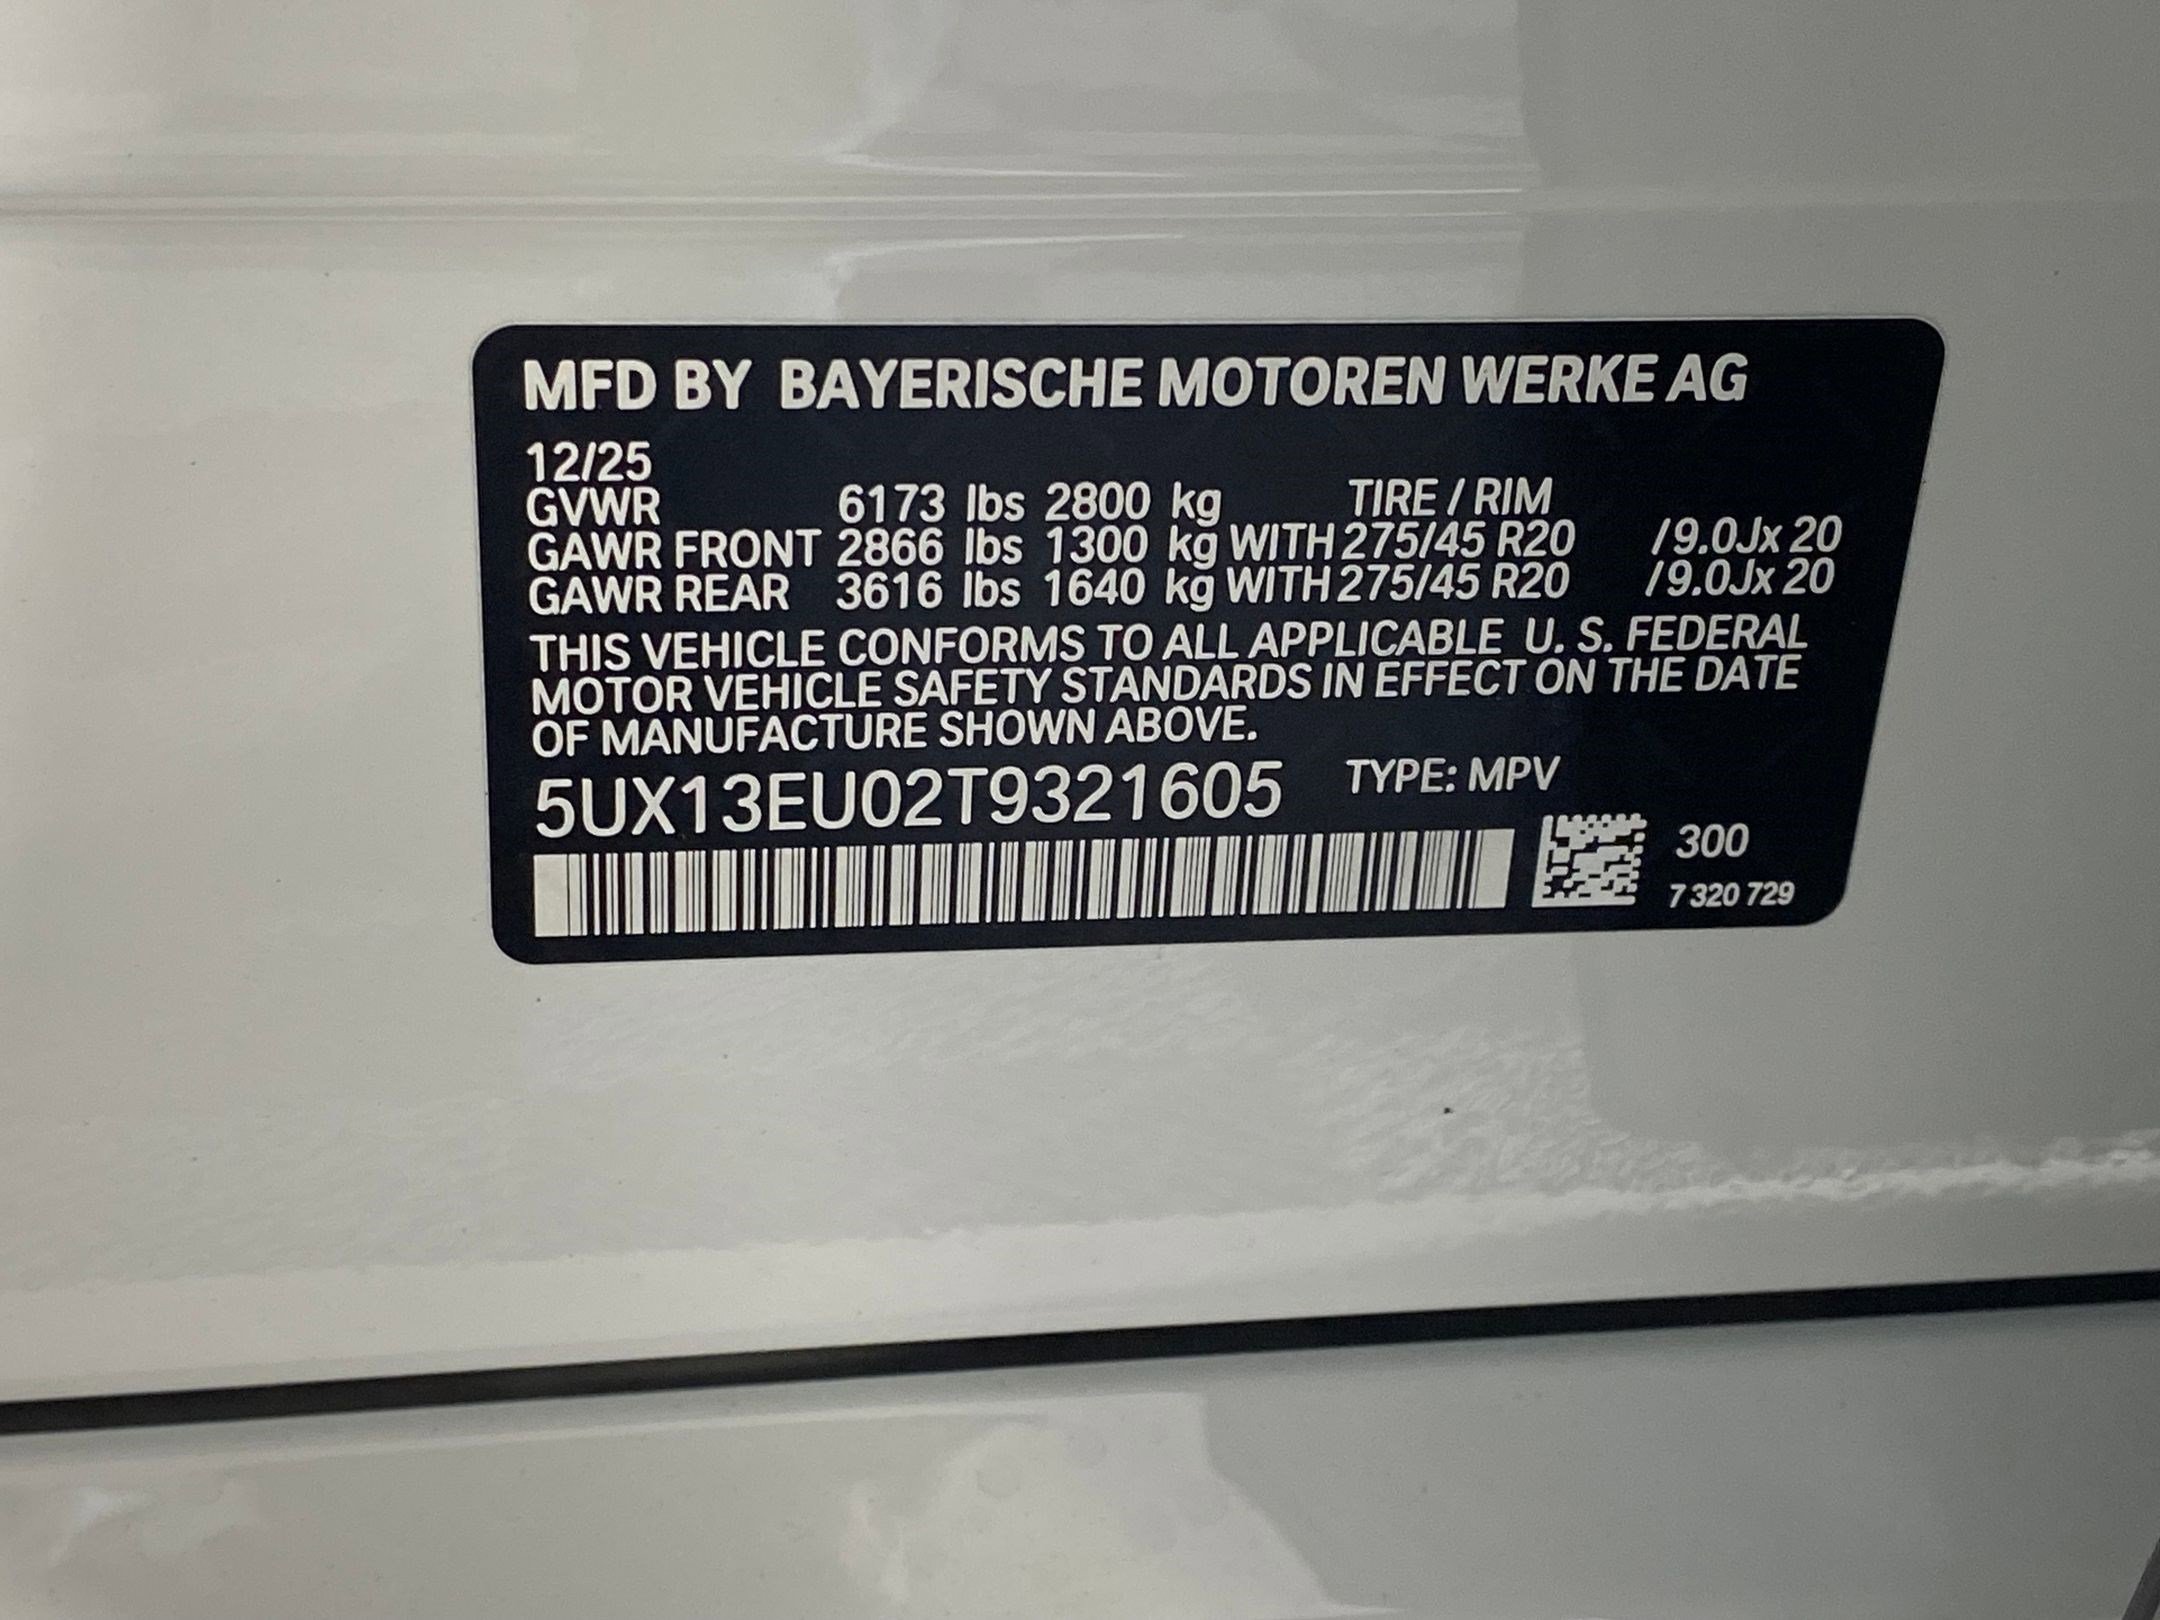 MFD BY BAYERISCHE MOTOREN WERKE AG
12/25
GVWR 6173 lbs 2800 kg TIRE / RIM
GAWR FRONT 2866 lbs 1300 kg WITH 275/45 R20 /9.0Jx 20
GAWR REAR 3616 lbs 1640 kg WITH 275/45 R20 /9.0Jx 20
THIS VEHICLE CONFORMS TO ALL APPLICABLE U. S. FEDERAL
MOTOR VEHICLE SAFETY STANDARDS IN EFFECT ON THE DATE
OF MANUFACTURE SHOWN ABOVE.
5UX13EU02T9321605 TYPE: MPV
300
7 320 729